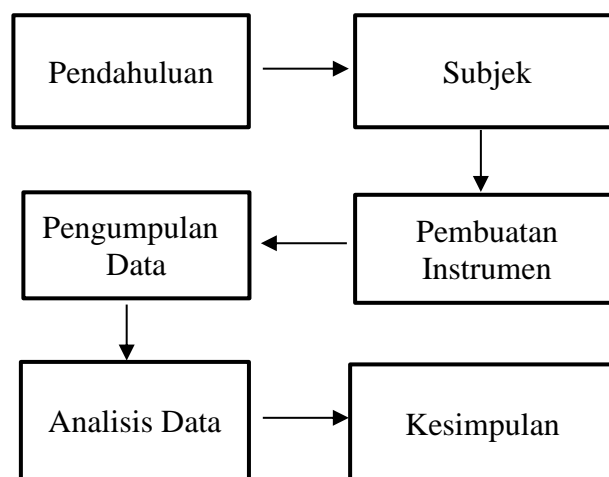 Pendahuluan
Subjek
Pembuatan
Instrumen
Pengumpulan
Data
Analisis Data
Kesimpulan